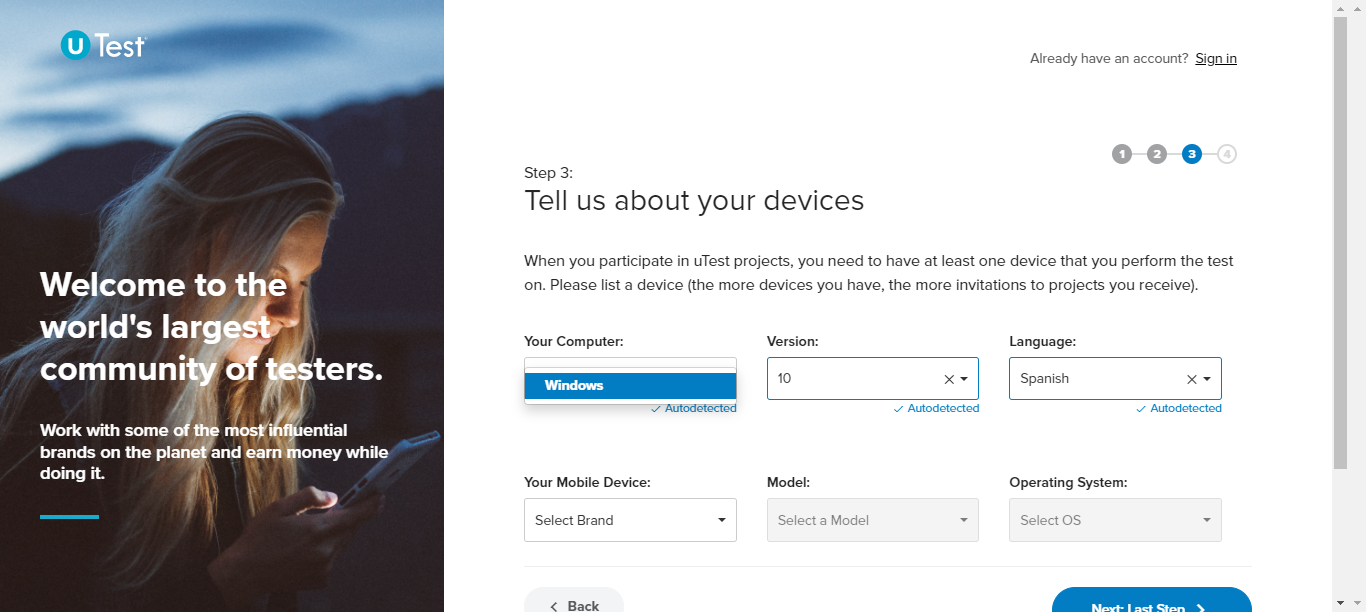 uTest
Already have an account? Sign in
1 2 3 4
Step 3:
Tell us about your devices
Welcome to the
world's largest
community of testers.
Work with some of the most influential
brands on the planet and earn money while
doing it.
When you participate in uTest projects, you need to have at least one device that you perform the test
on. Please list a device (the more devices you have, the more invitations to projects you receive).
Your Computer: Version: Language:
Windows 10 Spanish
Autodetected Autodetected Autodetected
Your Mobile Device: Model: Operating System:
Select Brand Select a Model Select OS
Back Next: Last Step